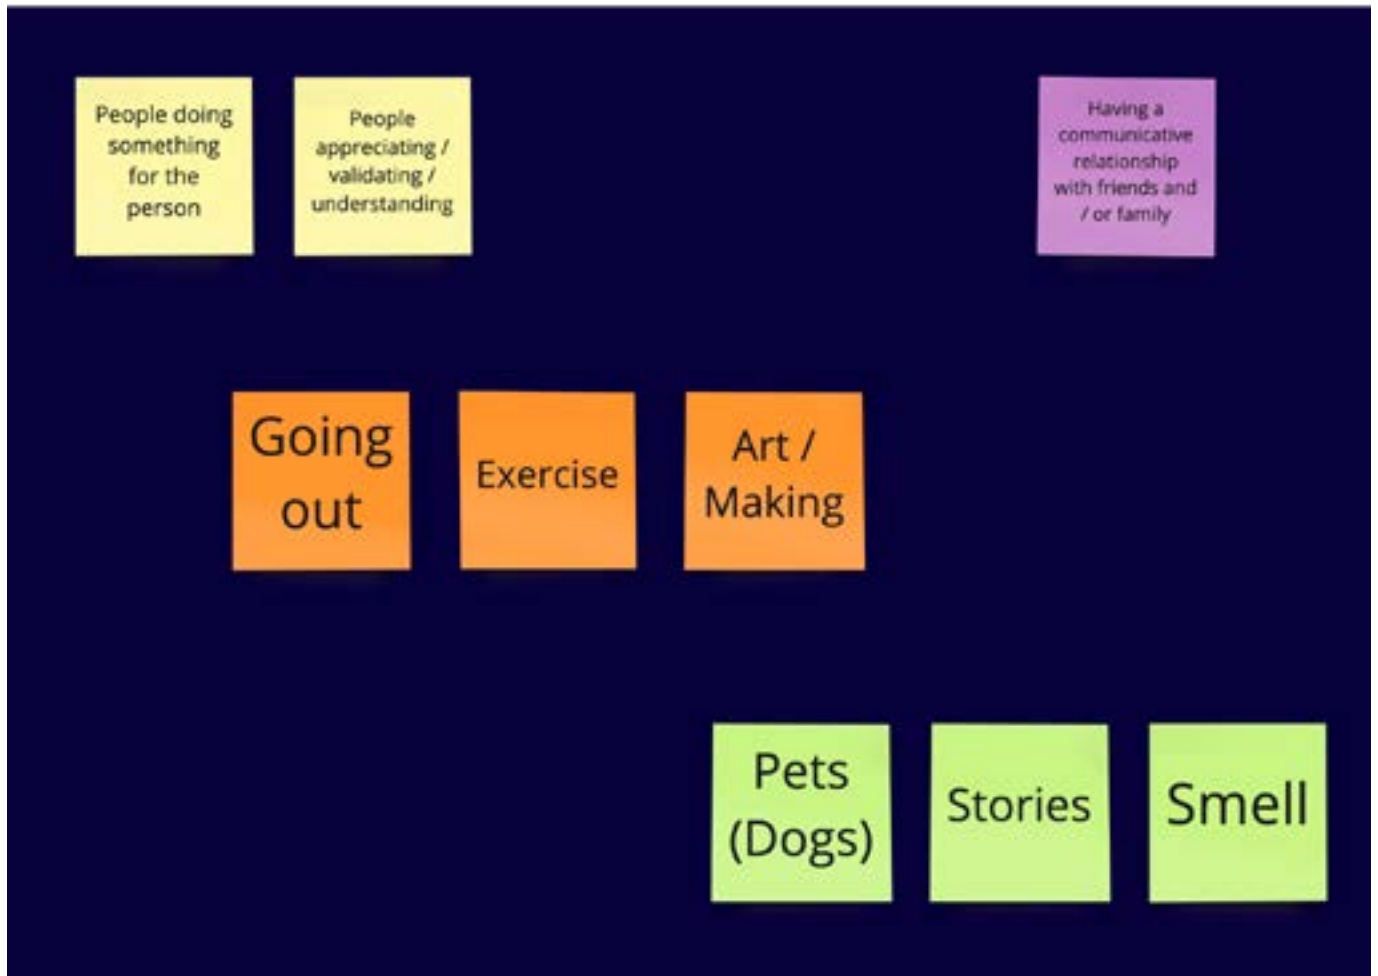 People doing
something
for the
person
People
appreciating /
validating /
understanding
Having a
communicative
relationship
with friends and
/ or family
Going
out
Exercise
Art /
Making
Pets
(Dogs)
Stories
Smell